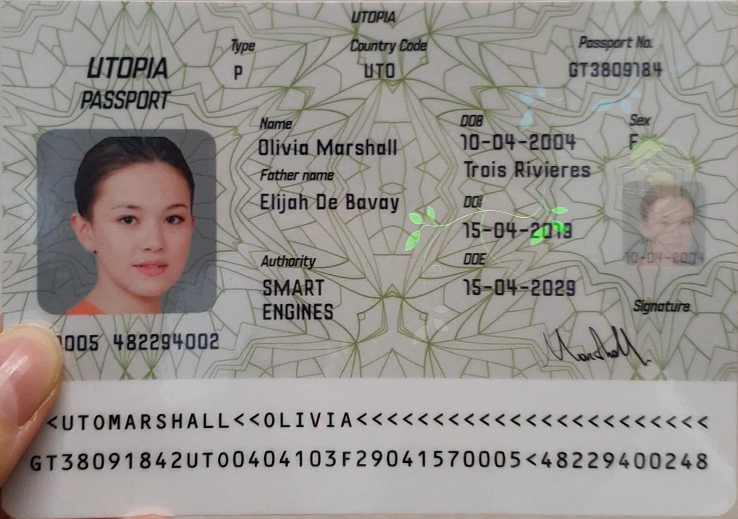 UTOPIA
UTOPIA
PASSPORT
Type
P
Country Code
UTO
Passport No.
GT3809184
Name
Olivia Marshall
Father name
Elijah De Bavay
DOB
10-04-2004
Trois Rivieres
Sex
F
DOI
15-04-2019
10-04-2004
Authority
SMART
ENGINES
DOE
15-04-2029
Signature
Marshall
005 482294002
<UTOMARSHALL<<OLIVIA<<<<<<<<<<<<<<<<<<<<<<<
GT38091842UTO0404103F29041570005<48229400248